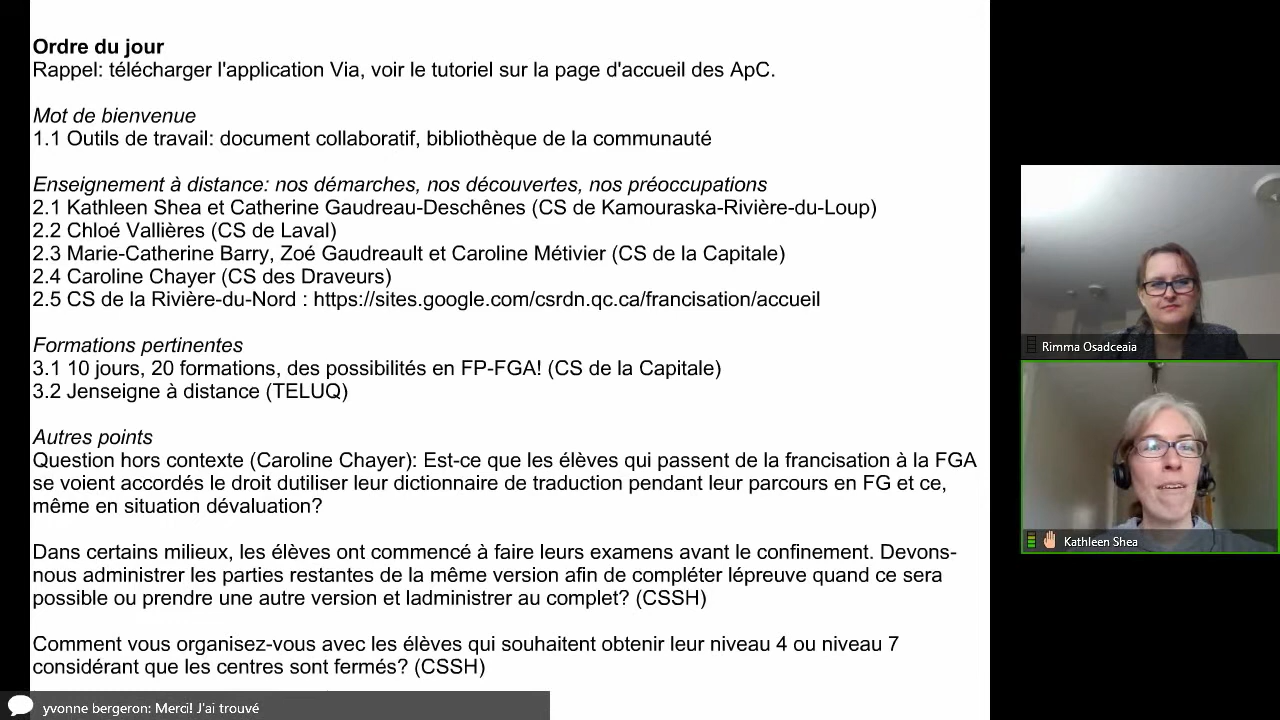 Ordre du jour
Rappel: télécharger l'application Via, voir le tutoriel sur la page d'accueil des ApC.
Mot de bienvenue
1.1 Outils de travail: document collaboratif, bibliothèque de la communauté
Enseignement à distance: nos démarches, nos découvertes, nos préoccupations
2.1 Kathleen Shea et Catherine Gaudreau-Deschênes (CS de Kamouraska-Rivière-du-Loup)
2.2 Chloé Vallières (CS de Laval)
2.3 Marie-Catherine Barry, Zoé Gaudreault et Caroline Métivier (CS de la Capitale)
2.4 Caroline Chayer (CS des Draveurs)
2.5 CS de la Rivière-du-Nord : https://sites.google.com/csrdn.qc.ca/francisation/accueil
Formations pertinentes
3.1 10 jours, 20 formations, des possibilités en FP-FGA! (CS de la Capitale)
3.2 Jenseigne à distance (TELUQ)
Autres points
Question hors contexte (Caroline Chayer): Est-ce que les élèves qui passent de la francisation à la FGA
se voient accordés le droit dutiliser leur dictionnaire de traduction pendant leur parcours en FG et ce,
même en situation dévaluation?
Dans certains milieux, les élèves ont commencé à faire leurs examens avant le confinement. Devons-
nous administrer les parties restantes de la même version afin de compléter lépreuve quand ce sera
possible ou prendre une autre version et ladministrer au complet? (CSSH)
Comment vous organisez-vous avec les élèves qui souhaitent obtenir leur niveau 4 ou niveau 7
considérant que les centres sont fermés? (CSSH)
yvonne bergeron: Merci! J'ai trouvé
Rimma Osadceaia
Kathleen Shea